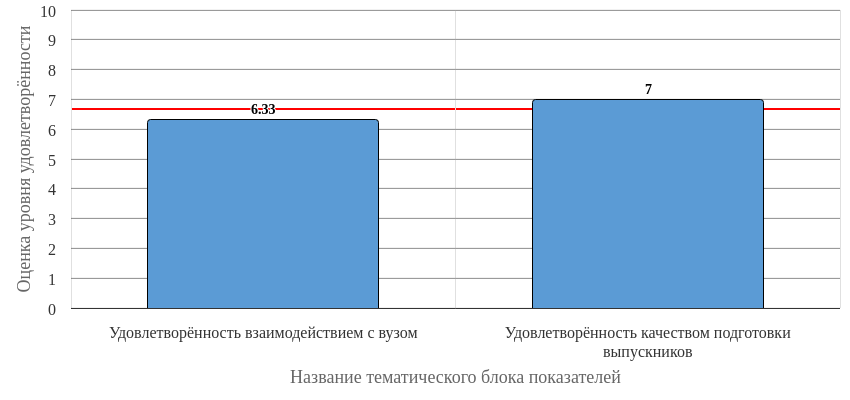 Оценка уровня удовлетворённости
10
9
8
7
6
5
4
3
2
1
0
6.33
7
Удовлетворённость взаимодействием с вузом
Удовлетворённость качеством подготовки
выпускников
Название тематического блока показателей